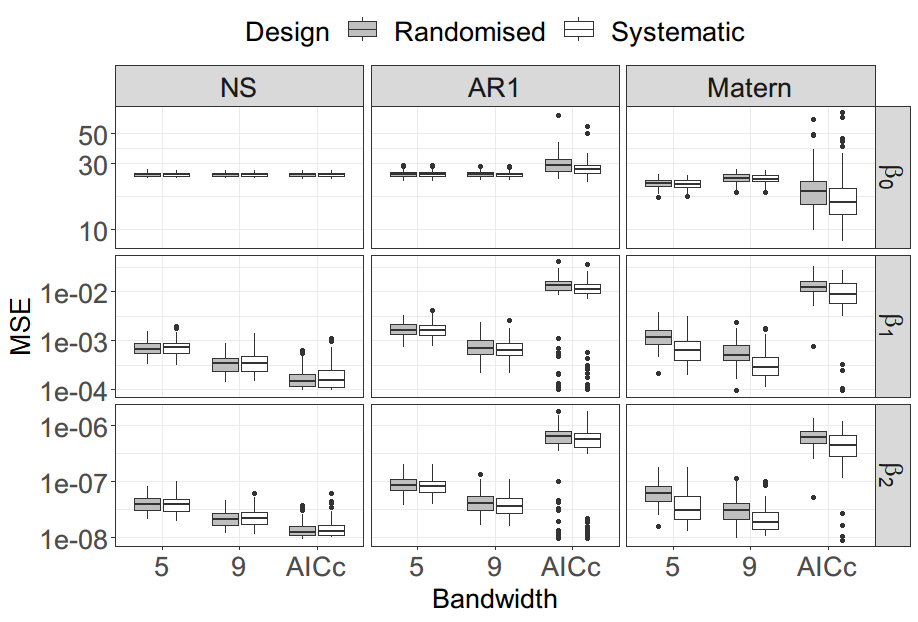 Design Randomised Systematic
NS AR1 Matern
50
30
10
β0
MSE
1e-02
1e-03
1e-04
β1
1e-06
1e-07
1e-08
β2
5 9 AICc 5 9 AICc 5 9 AICc
Bandwidth